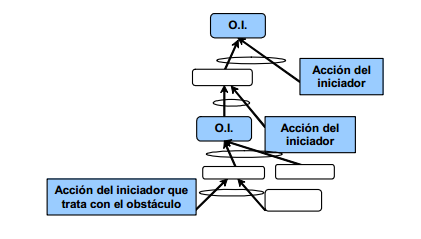 O.I.
Acción del
iniciador
O.I.
Acción del
iniciador
Acción del iniciador que
trata con el obstáculo